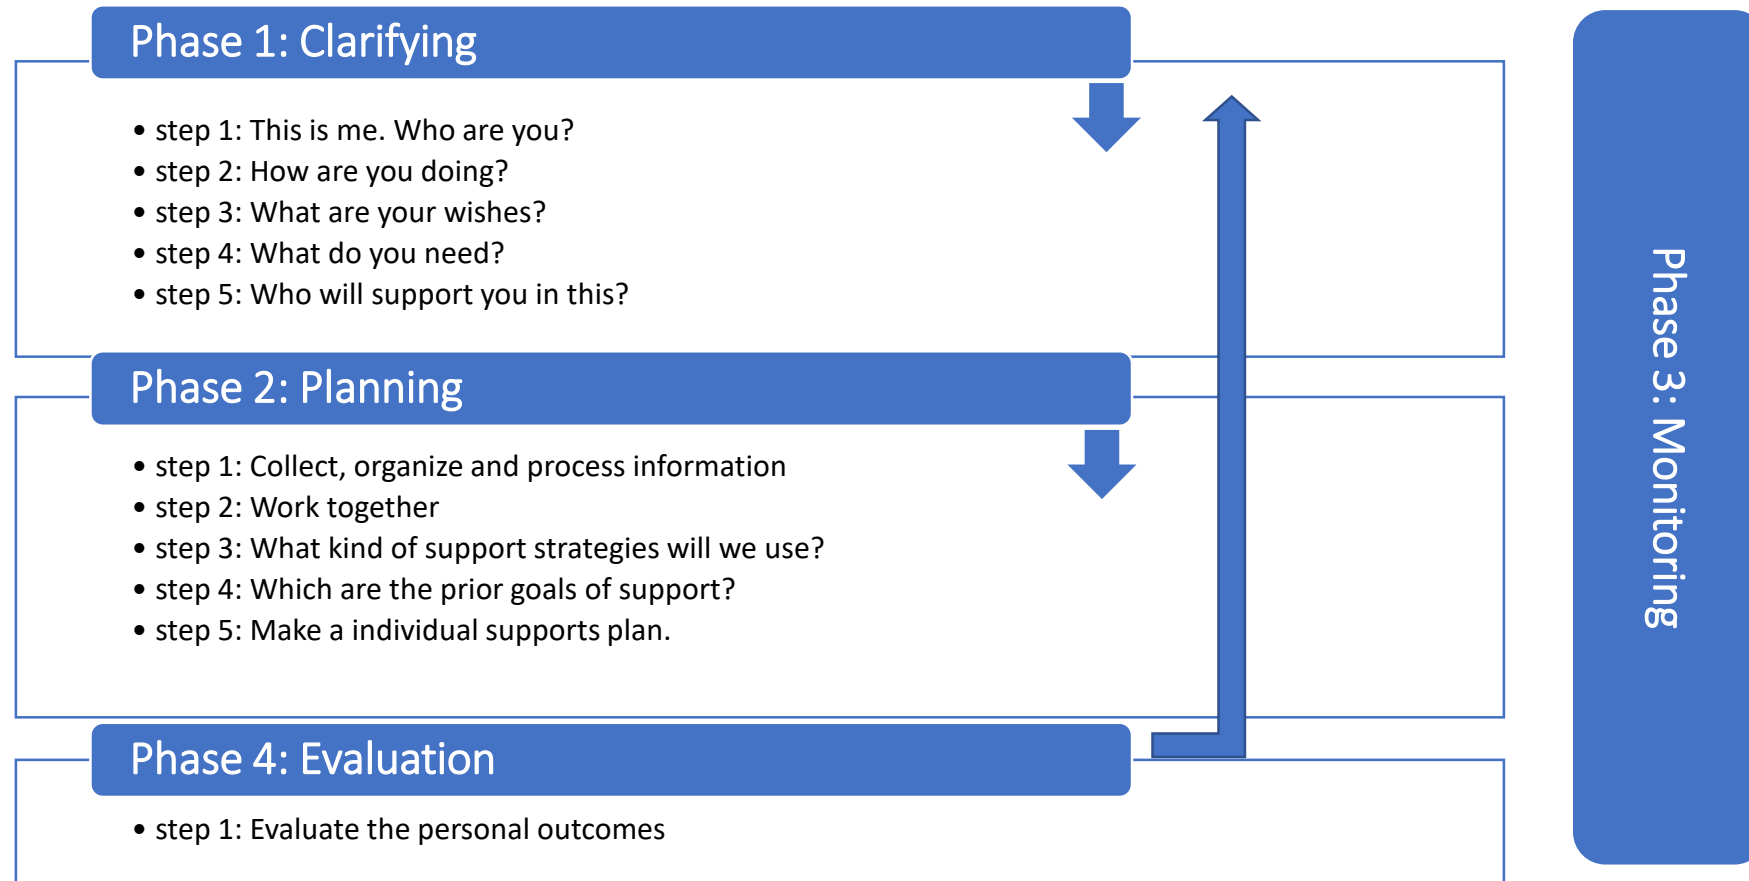 Phase 1: Clarifying
• step 1: This is me. Who are you?
• step 2: How are you doing?
• step 3: What are your wishes?
• step 4: What do you need?
• step 5: Who will support you in this?
Phase 2: Planning
• step 1: Collect, organize and process information
• step 2: Work together
• step 3: What kind of support strategies will we use?
• step 4: Which are the prior goals of support?
• step 5: Make a individual supports plan.
Phase 4: Evaluation
• step 1: Evaluate the personal outcomes
Phase 3: Monitoring